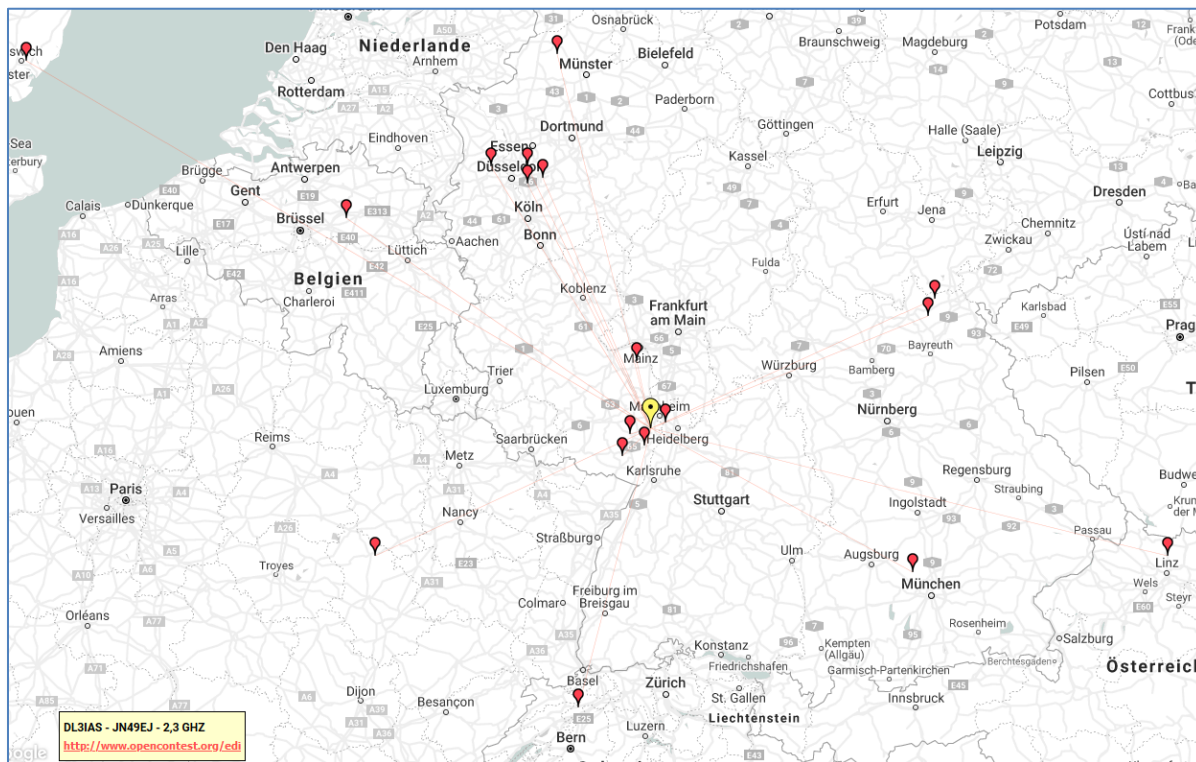 Osnabrück
Potsdam
Braunschweig
Magdeburg
Den Haag
Niederlande
Bielefeld
Arnhem
Münster
Rotterdam
Paderborn
Cottbus
Dortmund
Göttingen
Halle (Saale)
Eindhoven
Sea
Essen
Leipzig
Kassel
Brügge
Antwerpen
Gent
Dresden
Calais
Dunkerque
Köln
Erfurt
Jena
Chemnitz
Brüssel
Zwickau
Ústí nad
Labem
Aachen
Bonn
Lille
Lüttich
Belgien
Fulda
Charleroi
Koblenz
Arras
Karlsbad
Frankfurt
am Main
Amiens
Mainz
Bayreuth
Würzburg
Bamberg
Pilsen
Trier
Luxemburg
Nürnberg
Heidelberg
Reims
Saarbrücken
Metz
Karlsruhe
Regensburg
Paris
Stuttgart
Ingolstadt
Straubing
Versailles
Nancy
Passau
Straßburg
Troyes
Ulm
Augsburg
Linz
München
Wels
Steyr
Colmar
Freiburg im
Breisgau
Orléans
Rosenheim
Salzburg
Konstanz
Kempten
(Allgäu)
Friedrichshafen
Berchtesgaden
Garmisch-Partenkirchen
Österreich
Basel
Zürich
St. Gallen
Innsbruck
Dijon
Besançon
Liechtenstein
Luzern
Bern
DL3IAS - JN49EJ - 2,3 GHZ
http://www.opencontest.org/edi